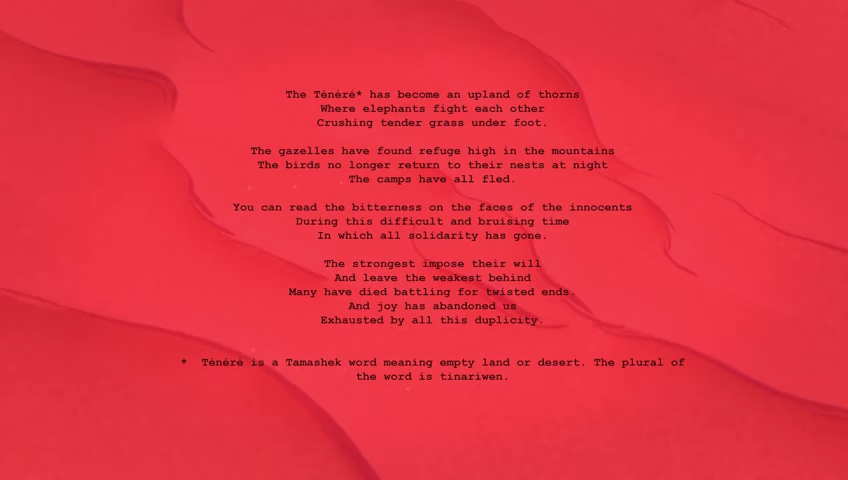 The Ténéré* has become an upland of thorns
Where elephants fight each other
Crushing tender grass under foot.
The gazelles have found refuge high in the mountains
The birds no longer return to their nests at night
The camps have all fled.
You can read the bitterness on the faces of the innocents
During this difficult and bruising time
In which all solidarity has gone.
The strongest impose their will
And leave the weakest behind
Many have died battling for twisted ends.
And joy has abandoned us
Exhausted by all this duplicity.
* Ténéré is a Tamashek word meaning empty land or desert. The plural of
the word is tinariwen.